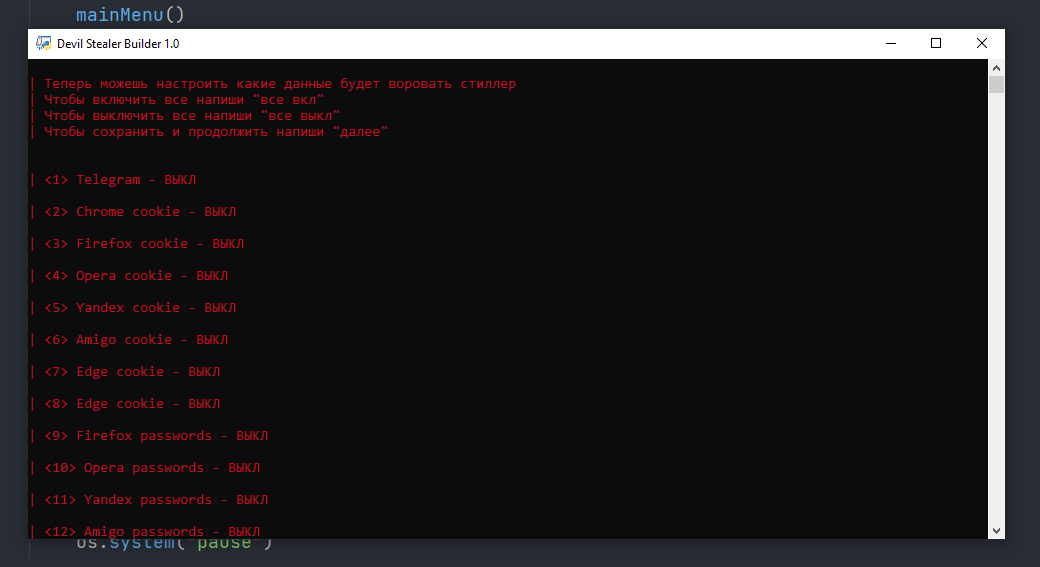 mainMenu()
Devil Stealer Builder 1.0
| Теперь можешь настроить какие данные будет воровать стиллер
| Чтобы включить все напиши "все вкл"
| Чтобы выключить все напиши "все выкл"
| Чтобы сохранить и продолжить напиши "далее"
| <1> Telegram - ВЫКЛ
| <2> Chrome cookie - ВЫКЛ
| <3> Firefox cookie - ВЫКЛ
| <4> Opera cookie - ВЫКЛ
| <5> Yandex cookie - ВЫКЛ
| <6> Amigo cookie - ВЫКЛ
| <7> Edge cookie - ВЫКЛ
| <8> Edge cookie - ВЫКЛ
| <9> Firefox passwords - ВЫКЛ
| <10> Opera passwords - ВЫКЛ
| <11> Yandex passwords - ВЫКЛ
| <12> Amigo passwords - ВЫКЛ
os.system("pause")